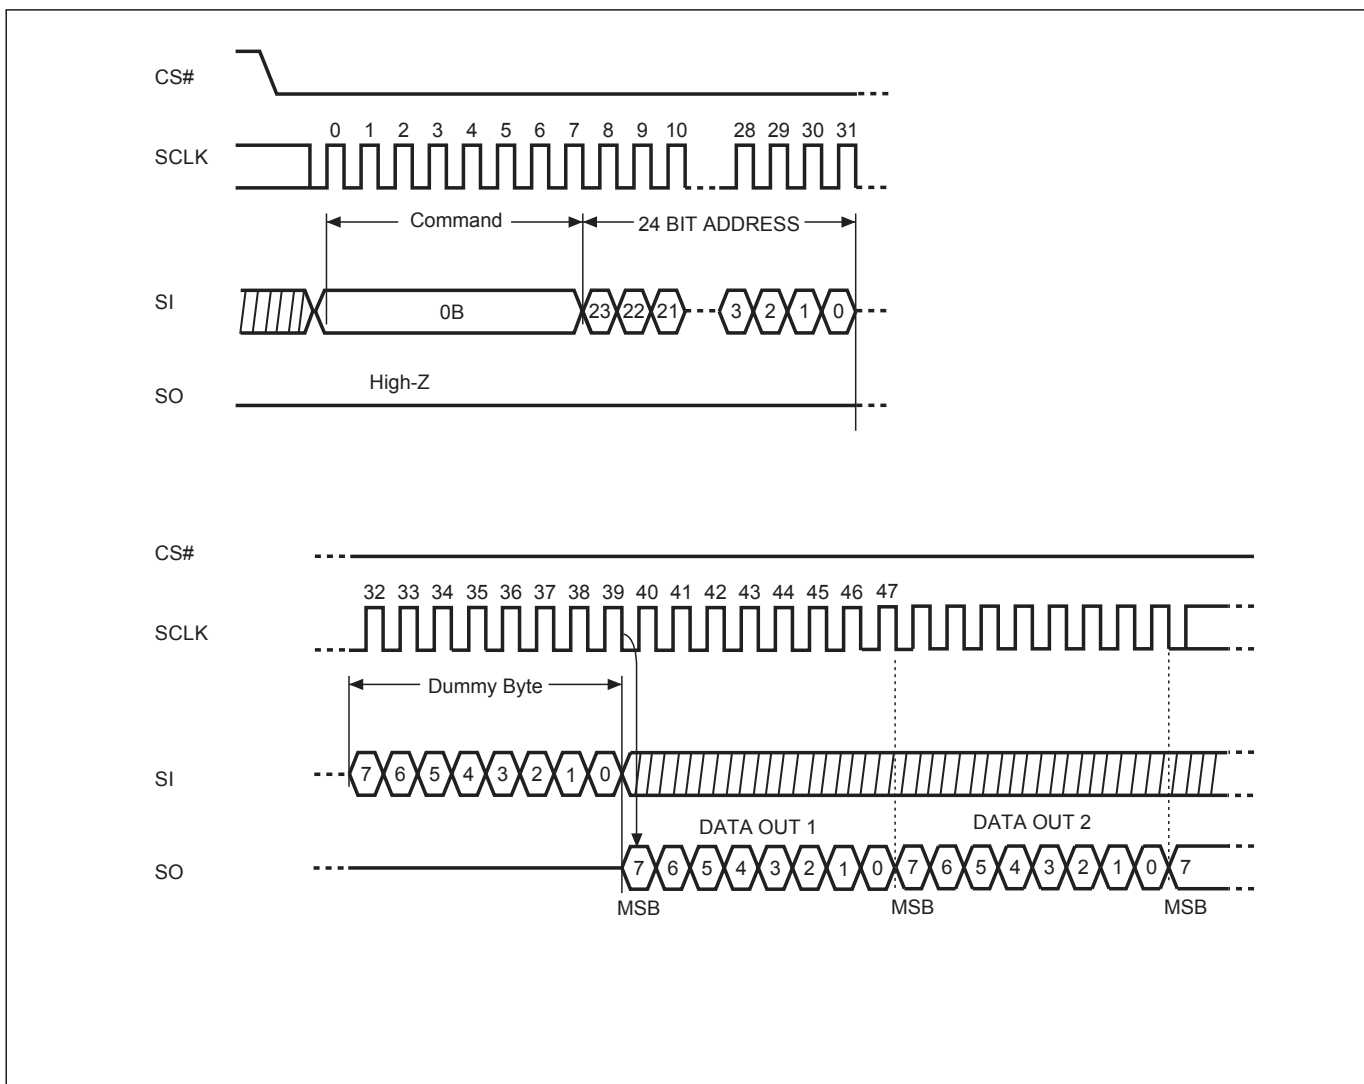 CS#
0 1 2 3 4 5 6 7 8 9 10 28 29 30 31
SCLK
Command 24 BIT ADDRESS
SI 0B 23 22 21 3 2 1 0
High-Z
SO
CS#
32 33 34 35 36 37 38 39 40 41 42 43 44 45 46 47
SCLK
Dummy Byte
SI 7 6 5 4 3 2 1 0
DATA OUT 1 DATA OUT 2
SO 7 6 5 4 3 2 1 0 7 6 5 4 3 2 1 0 7
MSB MSB MSB